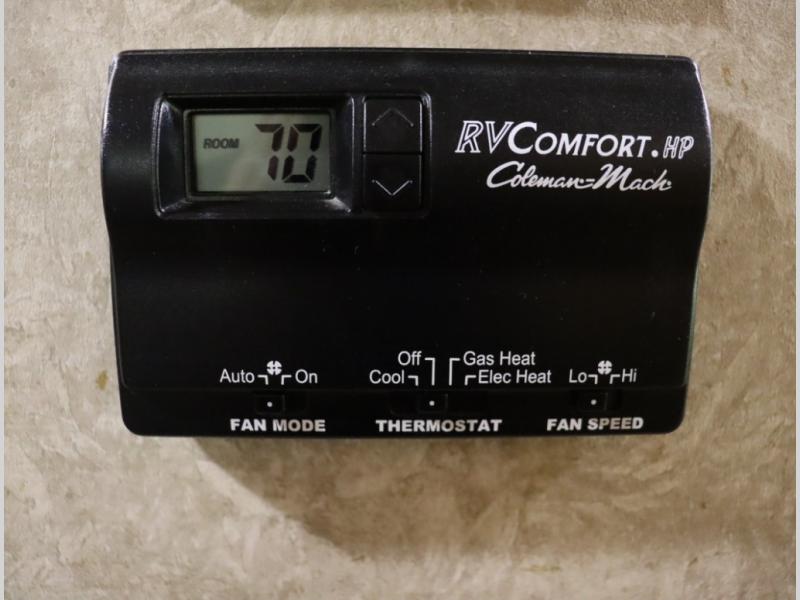 ROOM 70
RVCOMFORT.HP
Coleman-Mach
Off Gas Heat
Auto On Cool Elec Heat Lo Hi
FAN MODE THERMOSTAT FAN SPEED